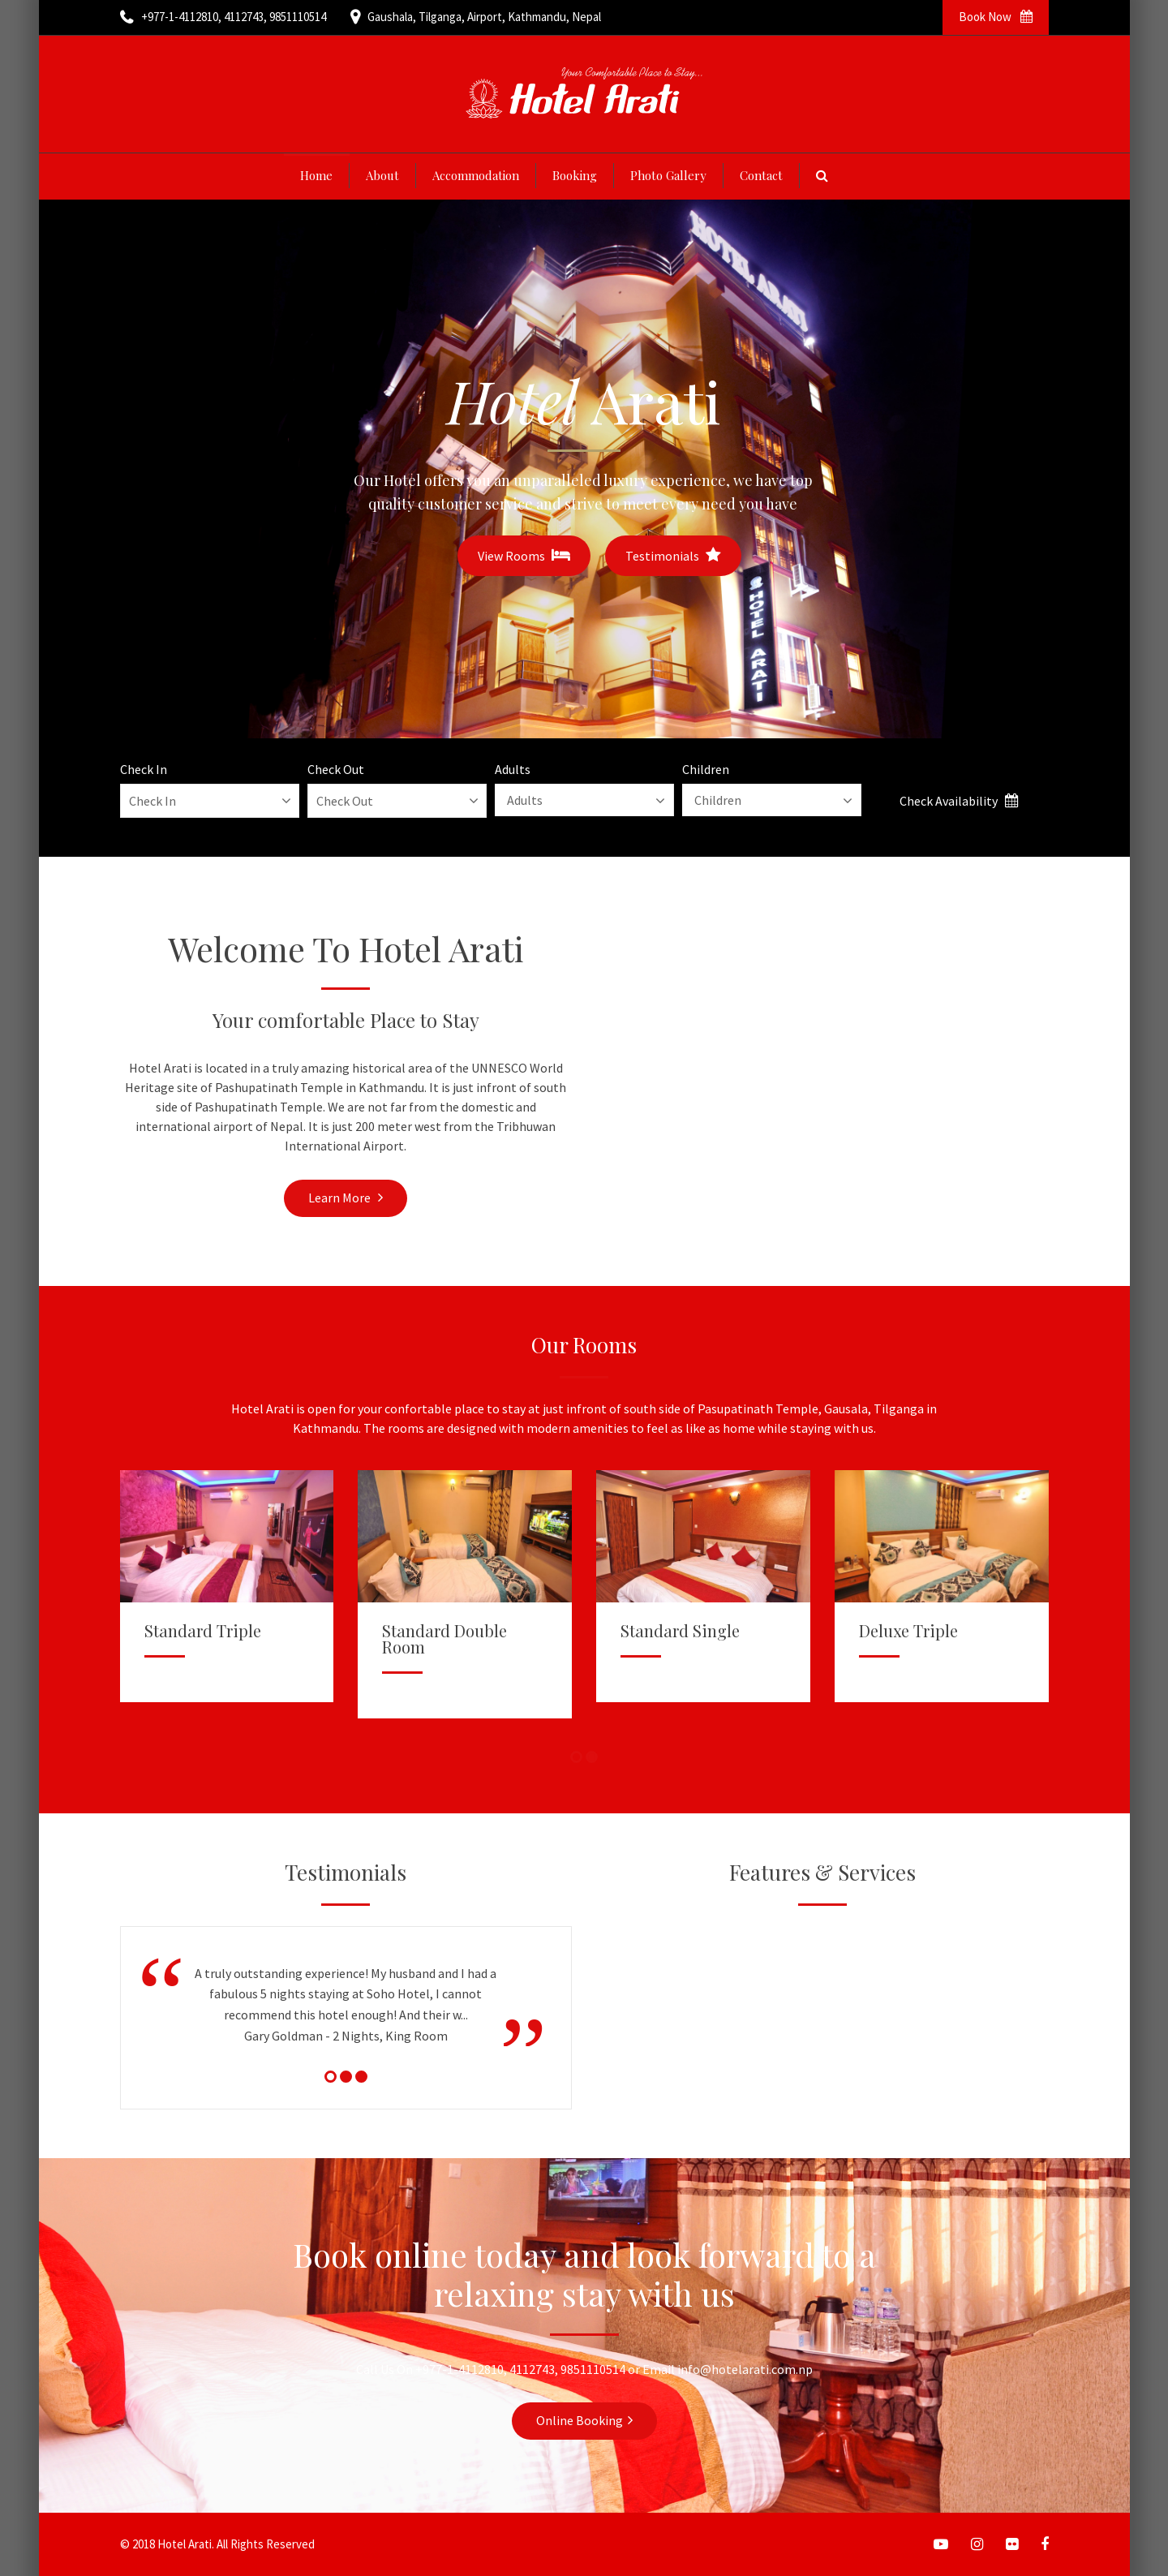 +977-1-4112810, 4112743, 9851110514
Gaushala, Tilganga, Airport, Kathmandu, Nepal
Book Now
Your Comfortable Place to Stay...
Hotel Arati
Home
About
Accommodation
Booking
Photo Gallery
Contact
HOTEL ARATI
Hotel Arati
Our Hotel offers you an unparalleled luxury experience, we have top
quality customer service and strive to meet every need you have
View Rooms
Testimonials
HOTEL ARATI
Check In
Check Out
Adults
Children
Check In
Check Out
Adults
Children
Check Availability
Welcome To Hotel Arati
Your comfortable Place to Stay
Hotel Arati is located in a truly amazing historical area of the UNNESCO World
Heritage site of Pashupatinath Temple in Kathmandu. It is just infront of south
side of Pashupatinath Temple. We are not far from the domestic and
international airport of Nepal. It is just 200 meter west from the Tribhuwan
International Airport.
Learn More
Our Rooms
Hotel Arati is open for your confortable place to stay at just infront of south side of Pasupatinath Temple, Gausala, Tilganga in
Kathmandu. The rooms are designed with modern amenities to feel as like as home while staying with us.
Standard Triple
Standard Double
Room
Standard Single
Deluxe Triple
Testimonials
Features & Services
“ A truly outstanding experience! My husband and I had a
fabulous 5 nights staying at Soho Hotel, I cannot
recommend this hotel enough! And their w...
Gary Goldman - 2 Nights, King Room ”
Book online today and look forward to a
relaxing stay with us
4112810, 4112743, 9851110514 or Email info@hotelarati.com.np
Online Booking
© 2018 Hotel Arati. All Rights Reserved